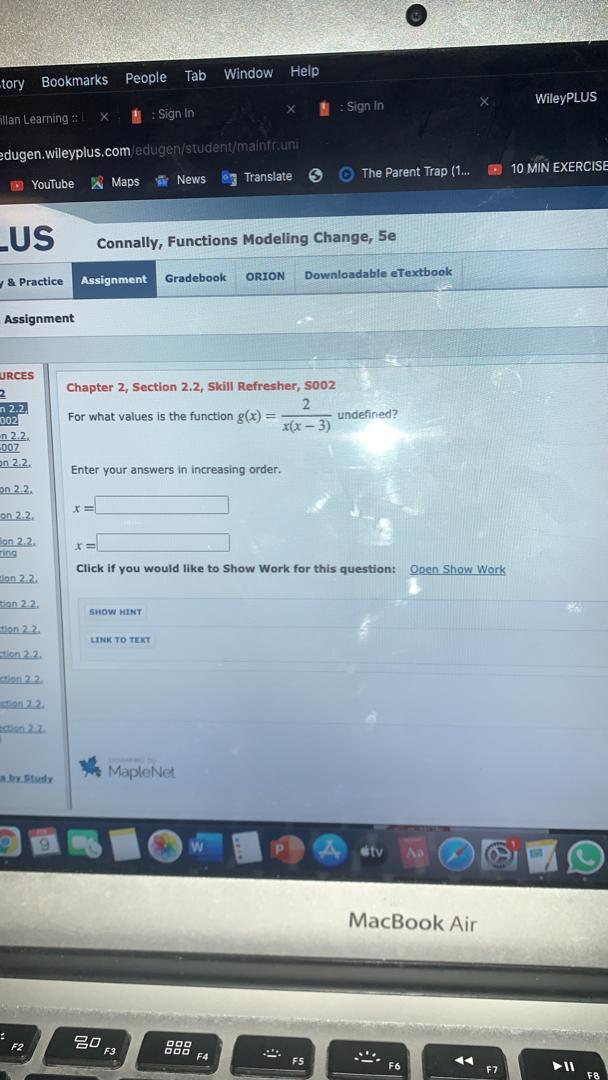 tory Bookmarks People Tab Window Help
illan Learning :: L × : Sign In × : Sign In × WileyPLUS
edugen.wileyplus.com/edugen/student/mainfr.uni
YouTube Maps News Translate The Parent Trap (1... 10 MIN EXERCISE
LUS Connally, Functions Modeling Change, 5e
y & Practice Assignment Gradebook ORION Downloadable eTextbook
Assignment
URCES
2
n 2.2,
002
n 2.2,
007
on 2.2,
on 2.2,
on 2.2,
ion 2.2,
ring
tion 2.2,
tion 2.2,
tion 2.2,
ction 2.2,
ction 2.2,
ction 2.2,
ection 2.2,
s by Study
Chapter 2, Section 2.2, Skill Refresher, S002
For what values is the function g(x) = 2 / x(x − 3) undefined?
Enter your answers in increasing order.
x =
x =
Click if you would like to Show Work for this question: Open Show Work
SHOW HINT
LINK TO TEXT
powered by
MapleNet
9 W P tv Aa 1
MacBook Air
F2 F3 F4 F5 F6 F7 F8